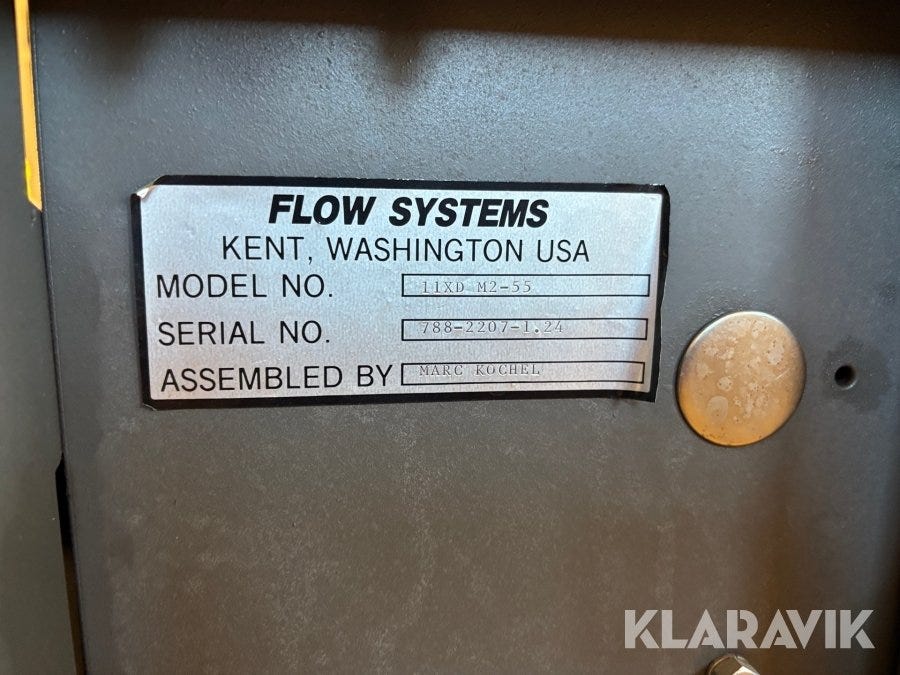 FLOW SYSTEMS
KENT, WASHINGTON USA
MODEL NO. 11XD M2-55
SERIAL NO. 788-2207-1.24
ASSEMBLED BY MARC KOCHEL
KLARAVIK